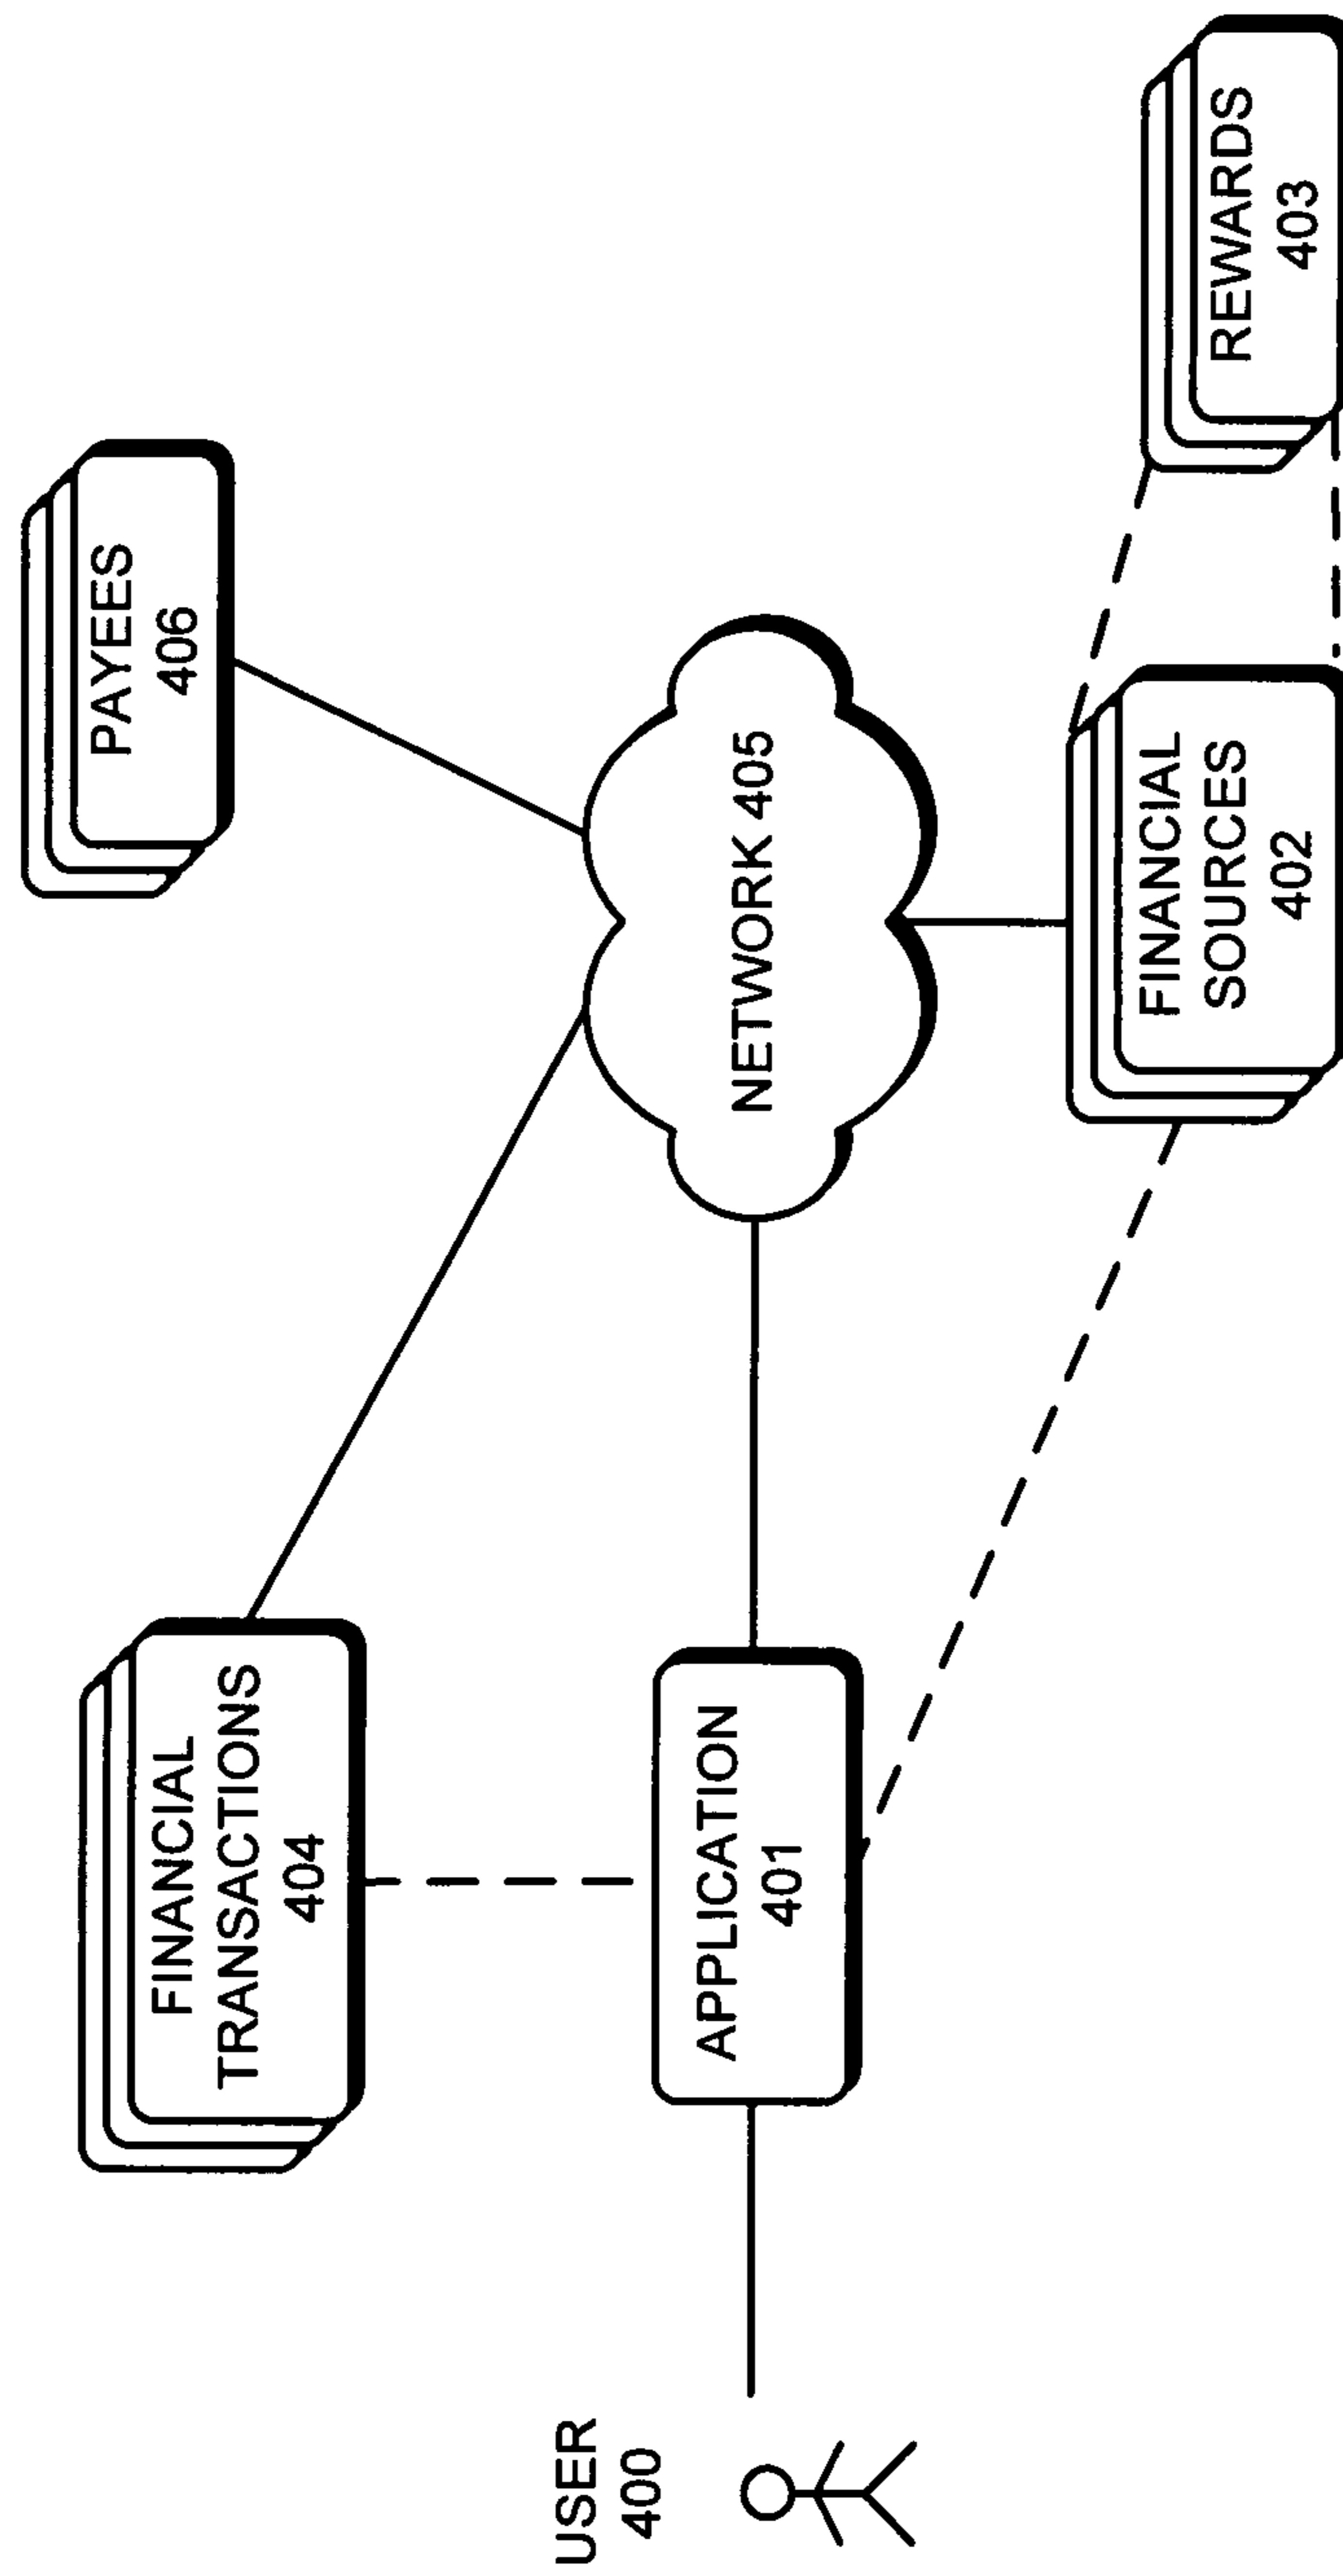 PAYEES
406
FINANCIAL
TRANSACTIONS
404
NETWORK 405
REWARDS
403
USER
400
APPLICATION
401
FINANCIAL
SOURCES
402